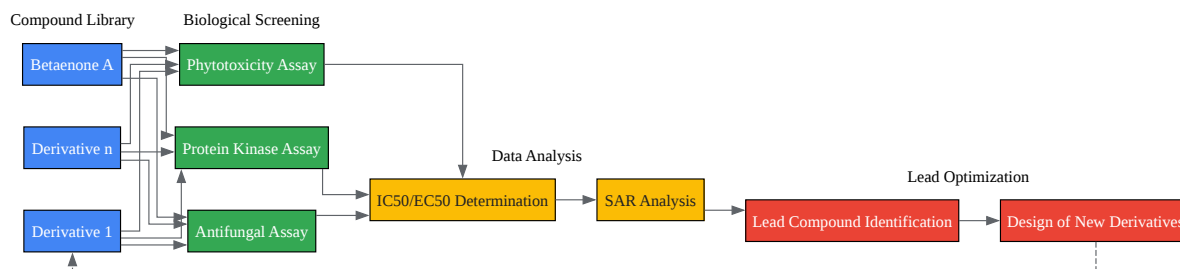 Compound Library
Biological Screening
Betaenone A
Phytotoxicity Assay
Derivative n
Protein Kinase Assay
Data Analysis
Lead Optimization
IC50/EC50 Determination
SAR Analysis
Derivative 1
Antifungal Assay
Lead Compound Identification
Design of New Derivatives